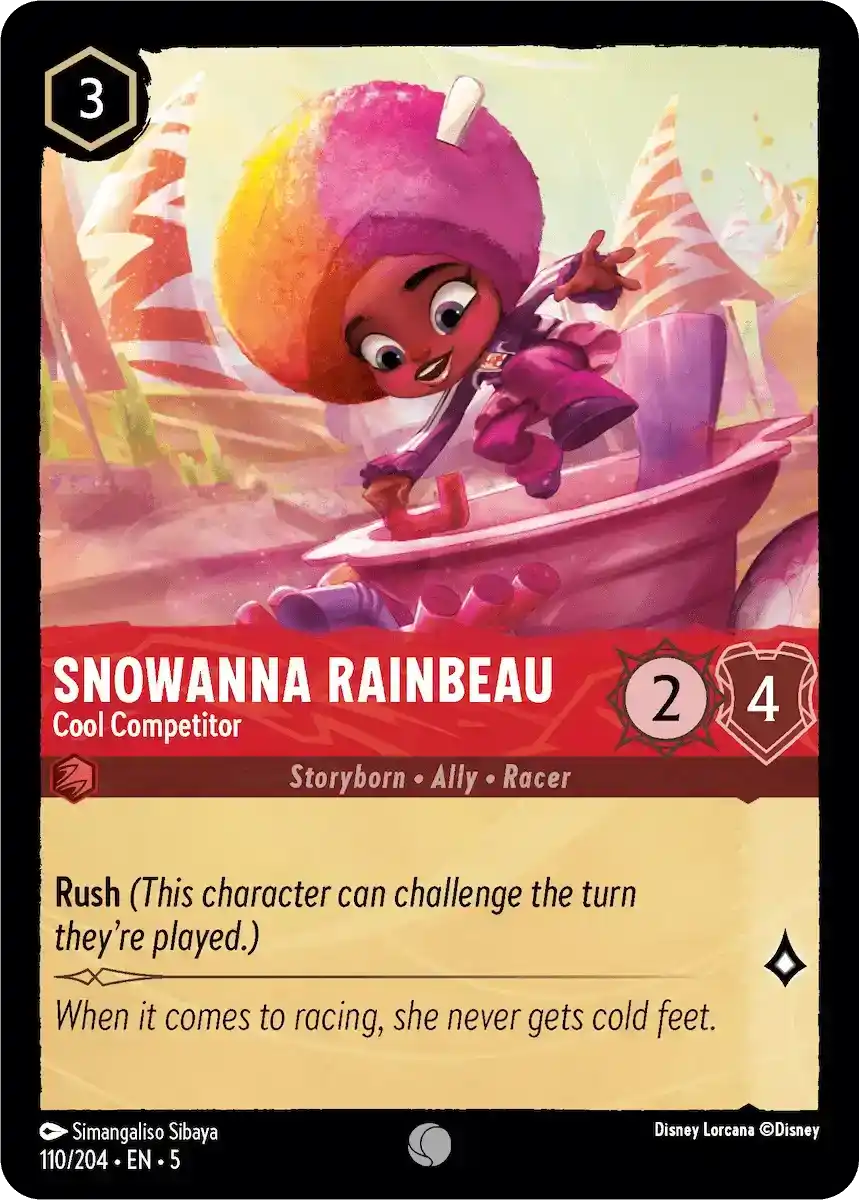 3
SNOWANNA RAINBEAU
Cool Competitor
2
4
Storyborn • Ally • Racer
Rush (This character can challenge the turn
they're played.)
When it comes to racing, she never gets cold feet.
Simangaliso Sibaya
110/204 • EN • 5
Disney Lorcana ©Disney